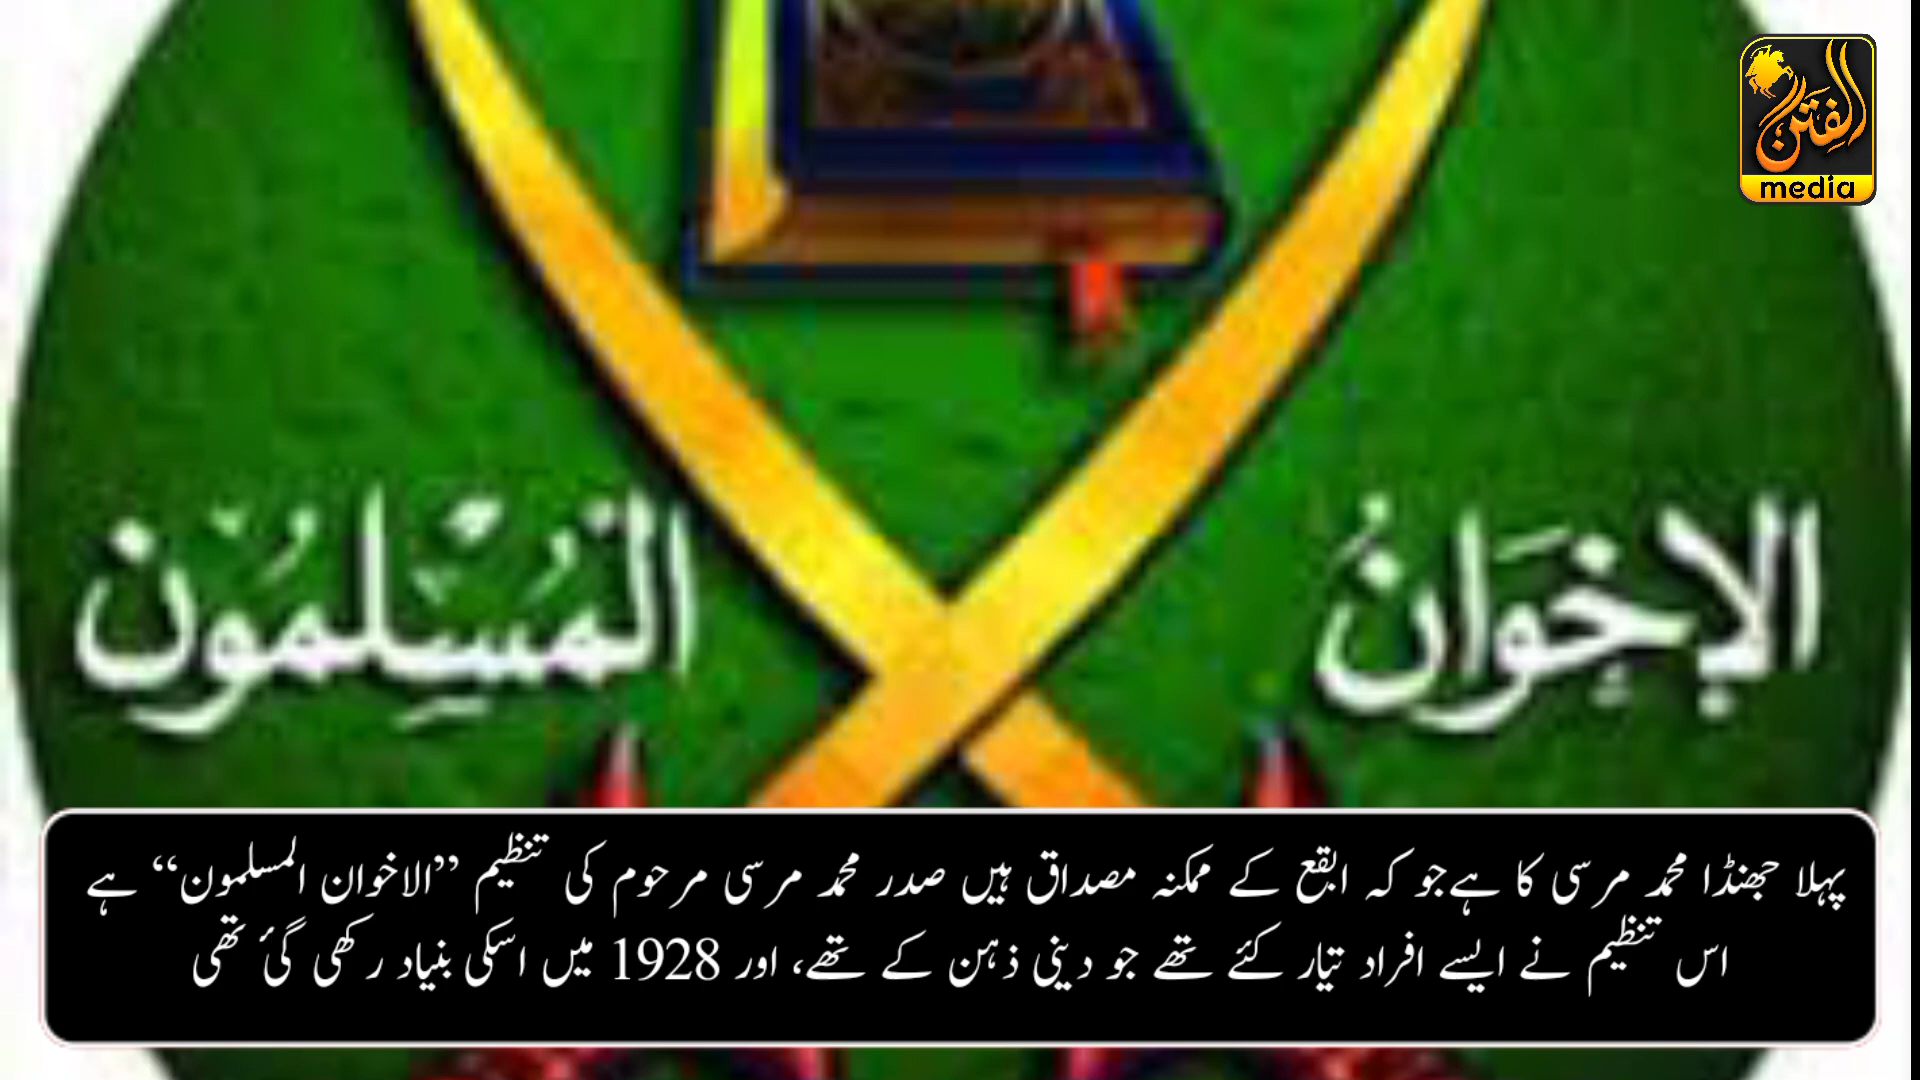 الفتن
media
الإخوان المسلمون
پہلا جھنڈا محمد مرسی کا ہے جو کہ ابقع کے ممکنہ مصداق ہیں صدر محمد مرسی مرحوم کی تنظیم ”الاخوان المسلمون“ ہے
اس تنظیم نے ایسے افراد تیار کئے تھے جو دینی ذہن کے تھے، اور 1928 میں اسکی بنیاد رکھی گئ تھی